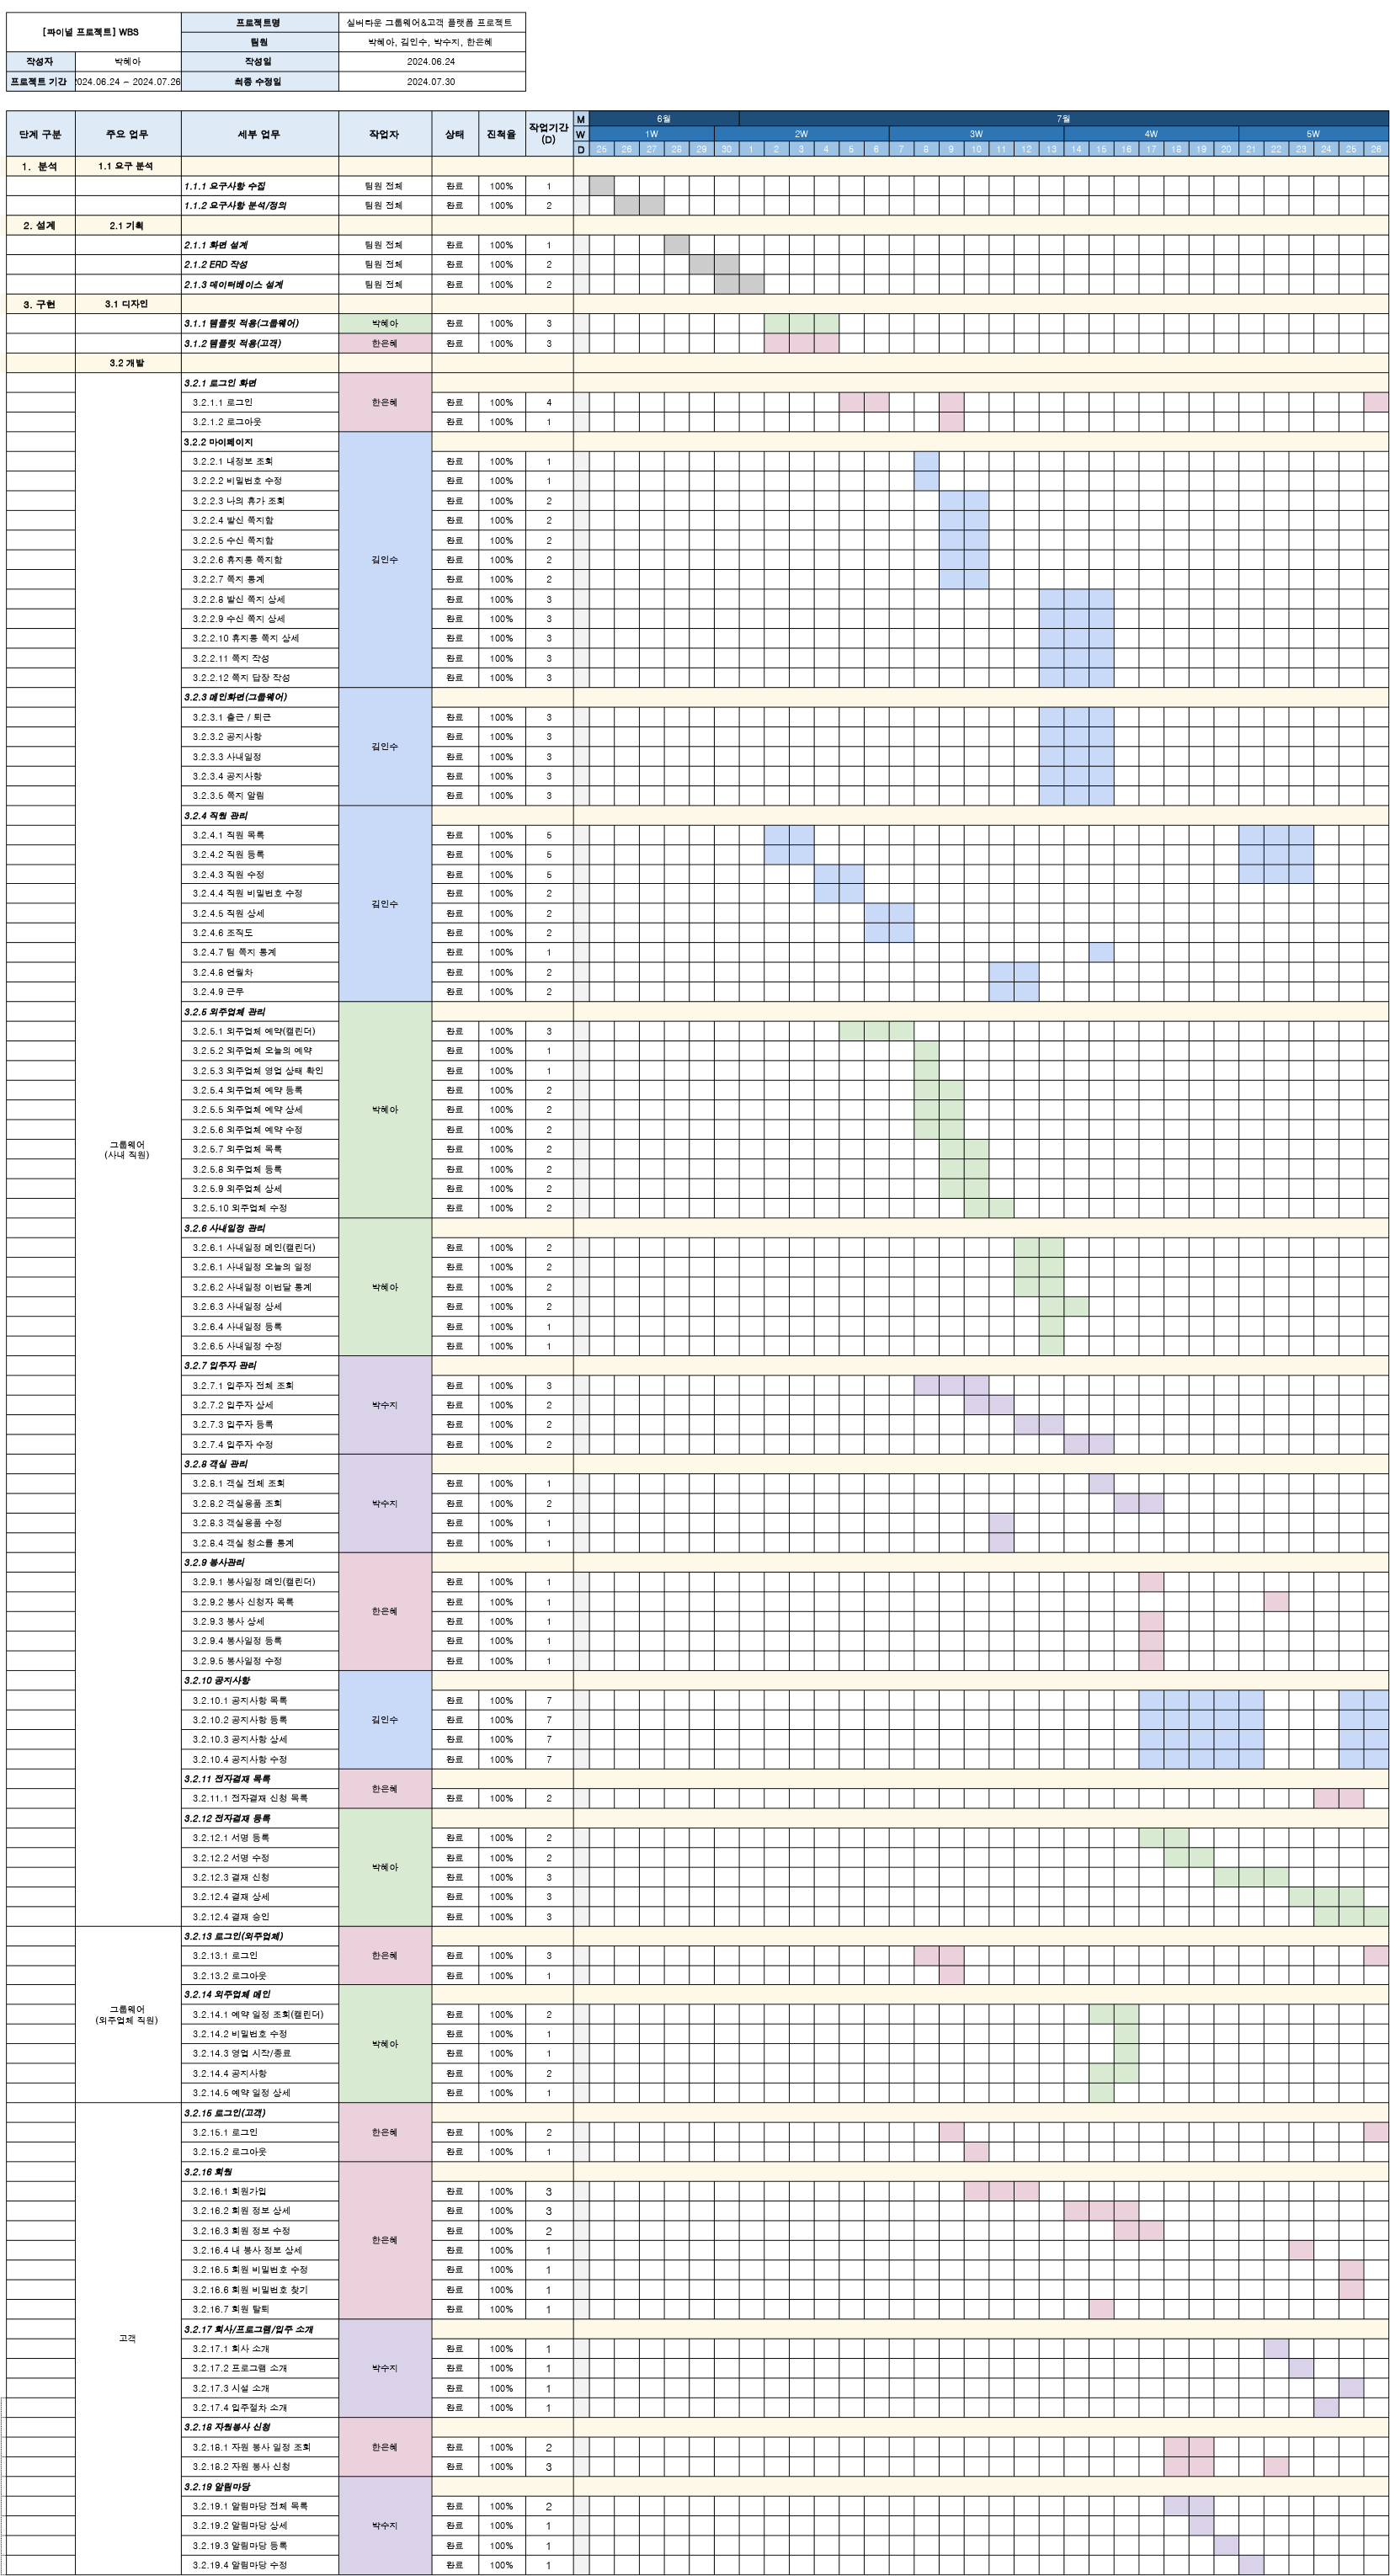 [파이널 프로젝트] WBS
프로젝트명 실버타운 그룹웨어&고객 플랫폼 프로젝트
팀원 박혜아, 김인수, 박수지, 한은혜
작성자 박혜아 작성일 2024.06.24
프로젝트 기간 2024.06.24 ~ 2024.07.26 최종 수정일 2024.07.30
단계 구분 주요 업무 세부 업무 작업자 상태 진척율 작업기간 (D)
M 6월 7월
W 1W 2W 3W 4W 5W
D 25 26 27 28 29 30 1 2 3 4 5 6 7 8 9 10 11 12 13 14 15 16 17 18 19 20 21 22 23 24 25 26
1. 분석 1.1 요구 분석
1.1.1 요구사항 수집 팀원 전체 완료 100% 1
1.1.2 요구사항 분석/정의 팀원 전체 완료 100% 2
2. 설계 2.1 기획
2.1.1 화면 설계 팀원 전체 완료 100% 1
2.1.2 ERD 작성 팀원 전체 완료 100% 2
2.1.3 데이터베이스 설계 팀원 전체 완료 100% 2
3. 구현 3.1 디자인
3.1.1 템플릿 적용(그룹웨어) 박혜아 완료 100% 3
3.1.2 템플릿 적용(고객) 한은혜 완료 100% 3
3.2 개발
그룹웨어
(사내 직원)
3.2.1 로그인 화면
한은혜
3.2.1.1 로그인 완료 100% 4
3.2.1.2 로그아웃 완료 100% 1
3.2.2 마이페이지
김인수
3.2.2.1 내정보 조회 완료 100% 1
3.2.2.2 비밀번호 수정 완료 100% 1
3.2.2.3 나의 휴가 조회 완료 100% 2
3.2.2.4 발신 쪽지함 완료 100% 2
3.2.2.5 수신 쪽지함 완료 100% 2
3.2.2.6 휴지통 쪽지함 완료 100% 2
3.2.2.7 쪽지 통계 완료 100% 2
3.2.2.8 발신 쪽지 상세 완료 100% 3
3.2.2.9 수신 쪽지 상세 완료 100% 3
3.2.2.10 휴지통 쪽지 상세 완료 100% 3
3.2.2.11 쪽지 작성 완료 100% 3
3.2.2.12 쪽지 답장 작성 완료 100% 3
3.2.3 메인화면(그룹웨어)
김인수
3.2.3.1 출근 / 퇴근 완료 100% 3
3.2.3.2 공지사항 완료 100% 3
3.2.3.3 사내일정 완료 100% 3
3.2.3.4 공지사항 완료 100% 3
3.2.3.5 쪽지 알림 완료 100% 3
3.2.4 직원 관리
김인수
3.2.4.1 직원 목록 완료 100% 5
3.2.4.2 직원 등록 완료 100% 5
3.2.4.3 직원 수정 완료 100% 5
3.2.4.4 직원 비밀번호 수정 완료 100% 2
3.2.4.5 직원 상세 완료 100% 2
3.2.4.6 조직도 완료 100% 2
3.2.4.7 팀 쪽지 통계 완료 100% 1
3.2.4.8 연월차 완료 100% 2
3.2.4.9 근무 완료 100% 2
3.2.5 외주업체 관리
박혜아
3.2.5.1 외주업체 예약(캘린더) 완료 100% 3
3.2.5.2 외주업체 오늘의 예약 완료 100% 1
3.2.5.3 외주업체 영업 상태 확인 완료 100% 1
3.2.5.4 외주업체 예약 등록 완료 100% 2
3.2.5.5 외주업체 예약 상세 완료 100% 2
3.2.5.6 외주업체 예약 수정 완료 100% 2
3.2.5.7 외주업체 목록 완료 100% 2
3.2.5.8 외주업체 등록 완료 100% 2
3.2.5.9 외주업체 상세 완료 100% 2
3.2.5.10 외주업체 수정 완료 100% 2
3.2.6 사내일정 관리
박혜아
3.2.6.1 사내일정 메인(캘린더) 완료 100% 2
3.2.6.1 사내일정 오늘의 일정 완료 100% 2
3.2.6.2 사내일정 이번달 통계 완료 100% 2
3.2.6.3 사내일정 상세 완료 100% 2
3.2.6.4 사내일정 등록 완료 100% 1
3.2.6.5 사내일정 수정 완료 100% 1
3.2.7 입주자 관리
박수지
3.2.7.1 입주자 전체 조회 완료 100% 3
3.2.7.2 입주자 상세 완료 100% 2
3.2.7.3 입주자 등록 완료 100% 2
3.2.7.4 입주자 수정 완료 100% 2
3.2.8 객실 관리
박수지
3.2.8.1 객실 전체 조회 완료 100% 1
3.2.8.2 객실용품 조회 완료 100% 2
3.2.8.3 객실용품 수정 완료 100% 1
3.2.8.4 객실 청소률 통계 완료 100% 1
3.2.9 봉사관리
한은혜
3.2.9.1 봉사일정 메인(캘린더) 완료 100% 1
3.2.9.2 봉사 신청자 목록 완료 100% 1
3.2.9.3 봉사 상세 완료 100% 1
3.2.9.4 봉사일정 등록 완료 100% 1
3.2.9.5 봉사일정 수정 완료 100% 1
3.2.10 공지사항
김인수
3.2.10.1 공지사항 목록 완료 100% 7
3.2.10.2 공지사항 등록 완료 100% 7
3.2.10.3 공지사항 상세 완료 100% 7
3.2.10.4 공지사항 수정 완료 100% 7
3.2.11 전자결재 목록
한은혜
3.2.11.1 전자결재 신청 목록 완료 100% 2
3.2.12 전자결재 등록
박혜아
3.2.12.1 서명 등록 완료 100% 2
3.2.12.2 서명 수정 완료 100% 2
3.2.12.3 결재 신청 완료 100% 3
3.2.12.4 결재 상세 완료 100% 3
3.2.12.4 결재 승인 완료 100% 3
그룹웨어
(외주업체 직원)
3.2.13 로그인(외주업체)
한은혜
3.2.13.1 로그인 완료 100% 3
3.2.13.2 로그아웃 완료 100% 1
3.2.14 외주업체 메인
박혜아
3.2.14.1 예약 일정 조회(캘린더) 완료 100% 2
3.2.14.2 비밀번호 수정 완료 100% 1
3.2.14.3 영업 시작/종료 완료 100% 1
3.2.14.4 공지사항 완료 100% 2
3.2.14.5 예약 일정 상세 완료 100% 1
고객
3.2.15 로그인(고객)
한은혜
3.2.15.1 로그인 완료 100% 2
3.2.15.2 로그아웃 완료 100% 1
3.2.16 회원
한은혜
3.2.16.1 회원가입 완료 100% 3
3.2.16.2 회원 정보 상세 완료 100% 3
3.2.16.3 회원 정보 수정 완료 100% 2
3.2.16.4 내 봉사 정보 상세 완료 100% 1
3.2.16.5 회원 비밀번호 수정 완료 100% 1
3.2.16.6 회원 비밀번호 찾기 완료 100% 1
3.2.16.7 회원 탈퇴 완료 100% 1
3.2.17 회사/프로그램/입주 소개
박수지
3.2.17.1 회사 소개 완료 100% 1
3.2.17.2 프로그램 소개 완료 100% 1
3.2.17.3 시설 소개 완료 100% 1
3.2.17.4 입주절차 소개 완료 100% 1
3.2.18 자원봉사 신청
한은혜
3.2.18.1 자원 봉사 일정 조회 완료 100% 2
3.2.18.2 자원 봉사 신청 완료 100% 3
3.2.19 알림마당
박수지
3.2.19.1 알림마당 전체 목록 완료 100% 2
3.2.19.2 알림마당 상세 완료 100% 1
3.2.19.3 알림마당 등록 완료 100% 1
3.2.19.4 알림마당 수정 완료 100% 1